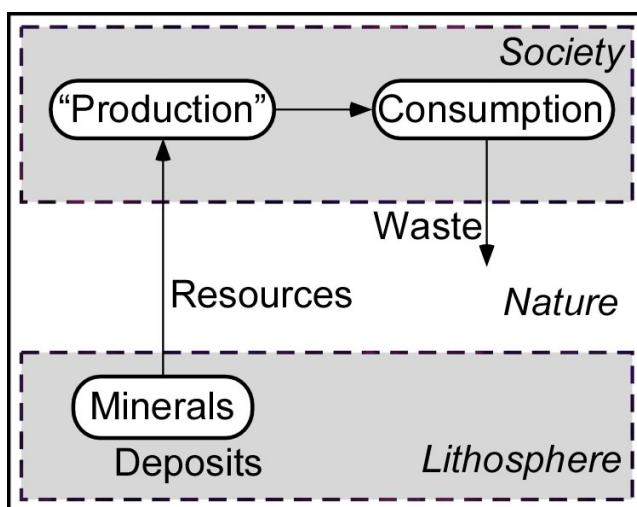 Society
“Production”
Consumption
Waste
Resources
Nature
Minerals
Deposits
Lithosphere